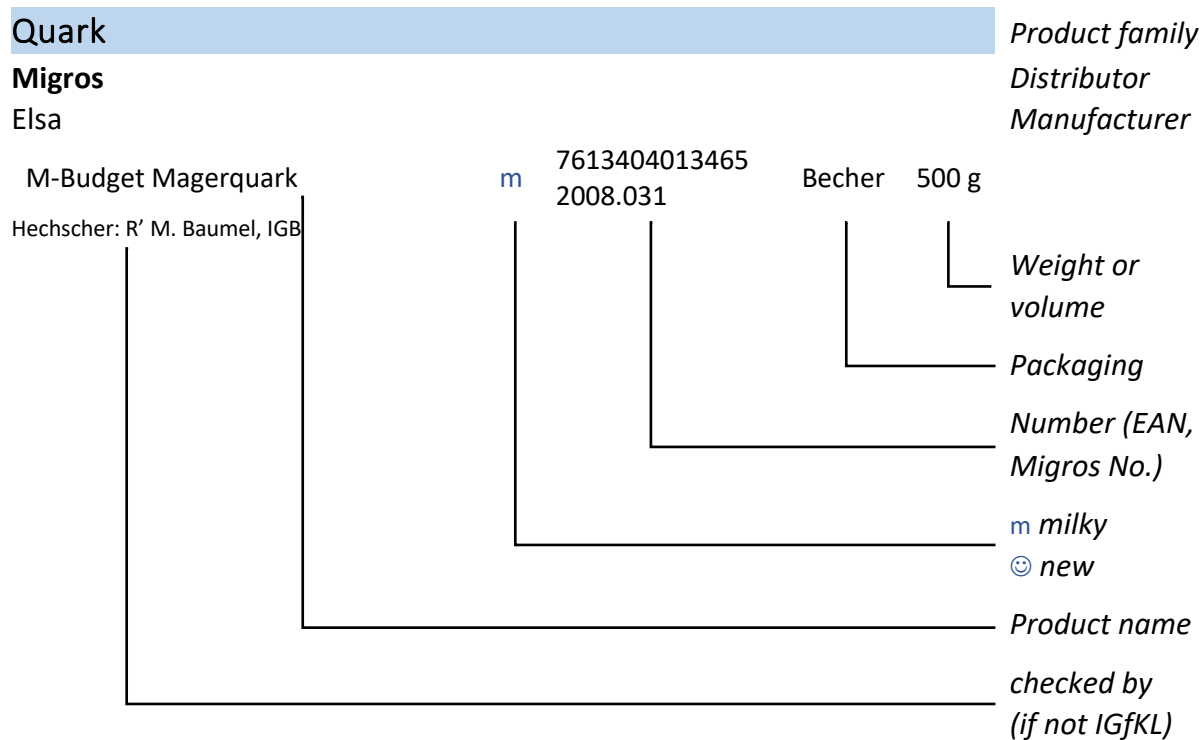 Quark Product family
Migros Distributor
Elsa Manufacturer
M-Budget Magerquark m 7613404013465 Becher 500 g
2008.031
Hechscher: R’ M. Baumel, IGB
Weight or
volume
Packaging
Number (EAN,
Migros No.)
m milky
☺ new
Product name
checked by
(if not IGfKL)